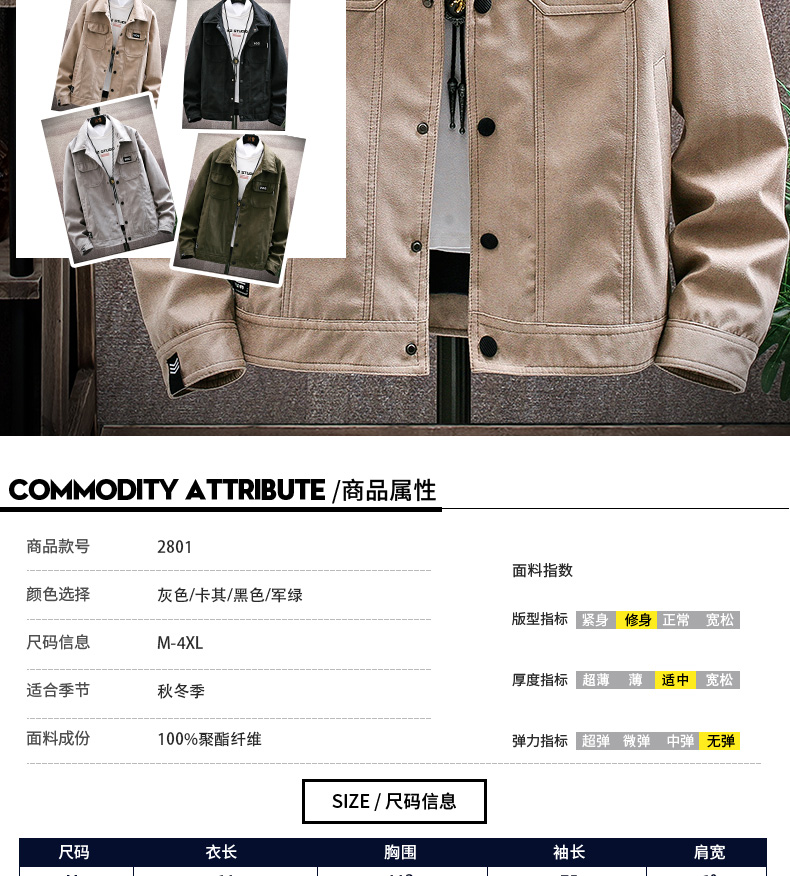 COMMODITY ATTRIBUTE /商品属性
商品款号 2801
颜色选择 灰色/卡其/黑色/军绿
尺码信息 M-4XL
适合季节 秋冬季
面料成份 100%聚酯纤维
面料指数
版型指标 紧身 修身 正常 宽松
厚度指标 超薄 薄 适中 宽松
弹力指标 超弹 微弹 中弹 无弹
SIZE / 尺码信息
尺码 衣长 胸围 袖长 肩宽